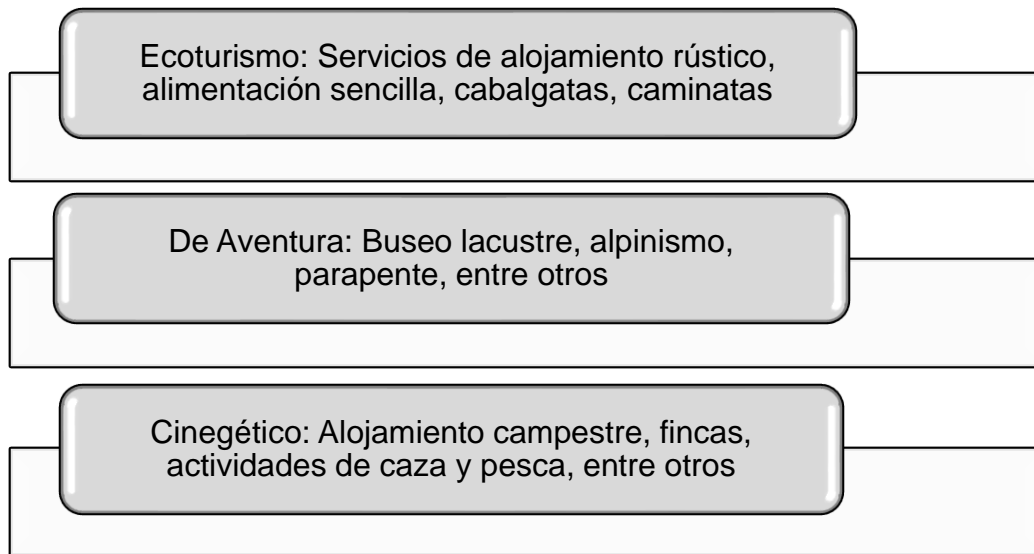 Ecoturismo: Servicios de alojamiento rústico,
alimentación sencilla, cabalgatas, caminatas
De Aventura: Buseo lacustre, alpinismo,
parapente, entre otros
Cinegético: Alojamiento campestre, fincas,
actividades de caza y pesca, entre otros